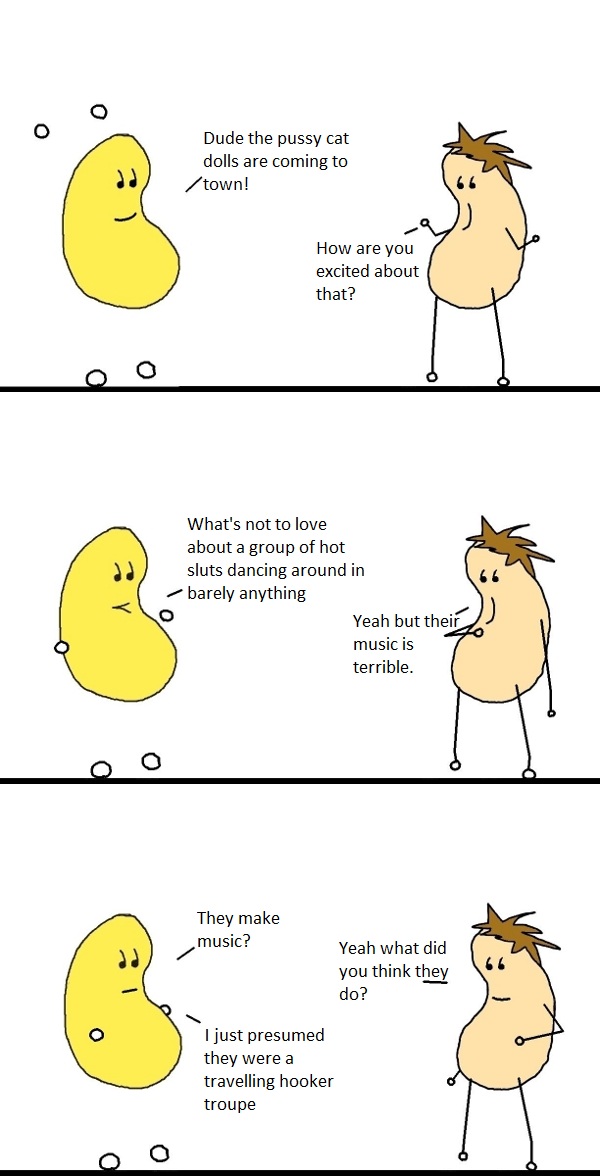 Dude the pussy cat
dolls are coming to
town!
How are you
excited about
that?
What's not to love
about a group of hot
sluts dancing around in
barely anything
Yeah but their
music is
terrible.
They make
music?
Yeah what did
you think they
do?
I just presumed
they were a
travelling hooker
troupe